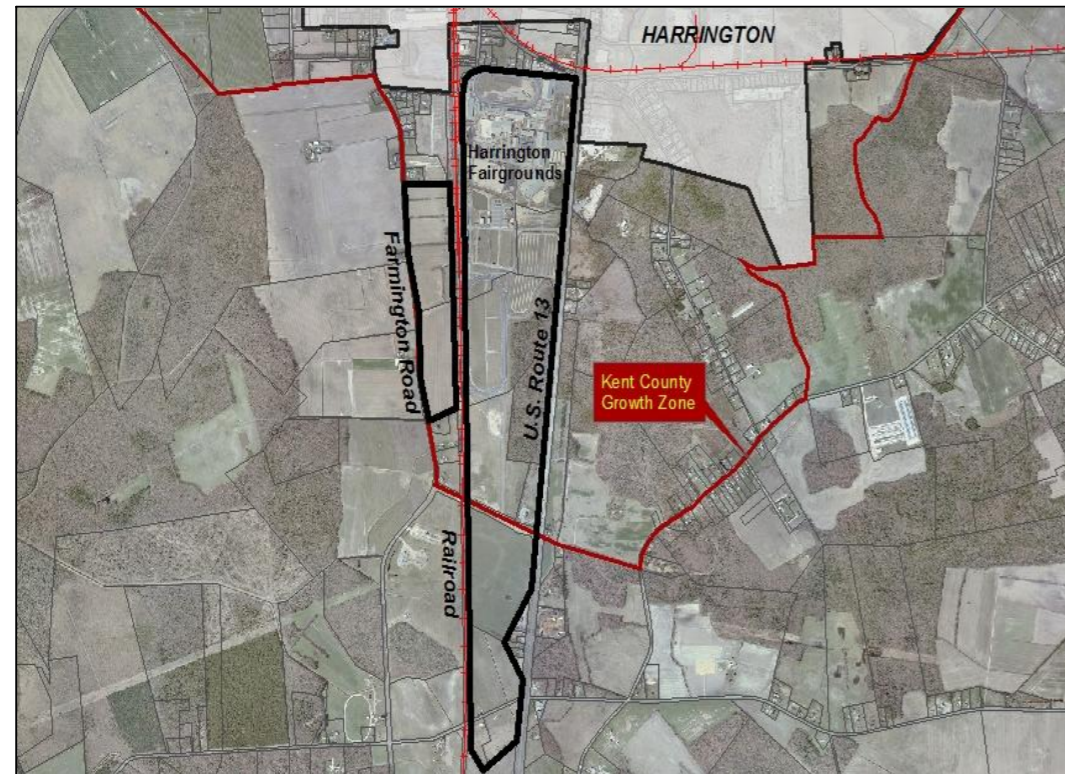 HARRINGTON
Harrington
Fairgrounds
Farmington Road
U.S. Route 13
Kent County
Growth Zone
Railroad